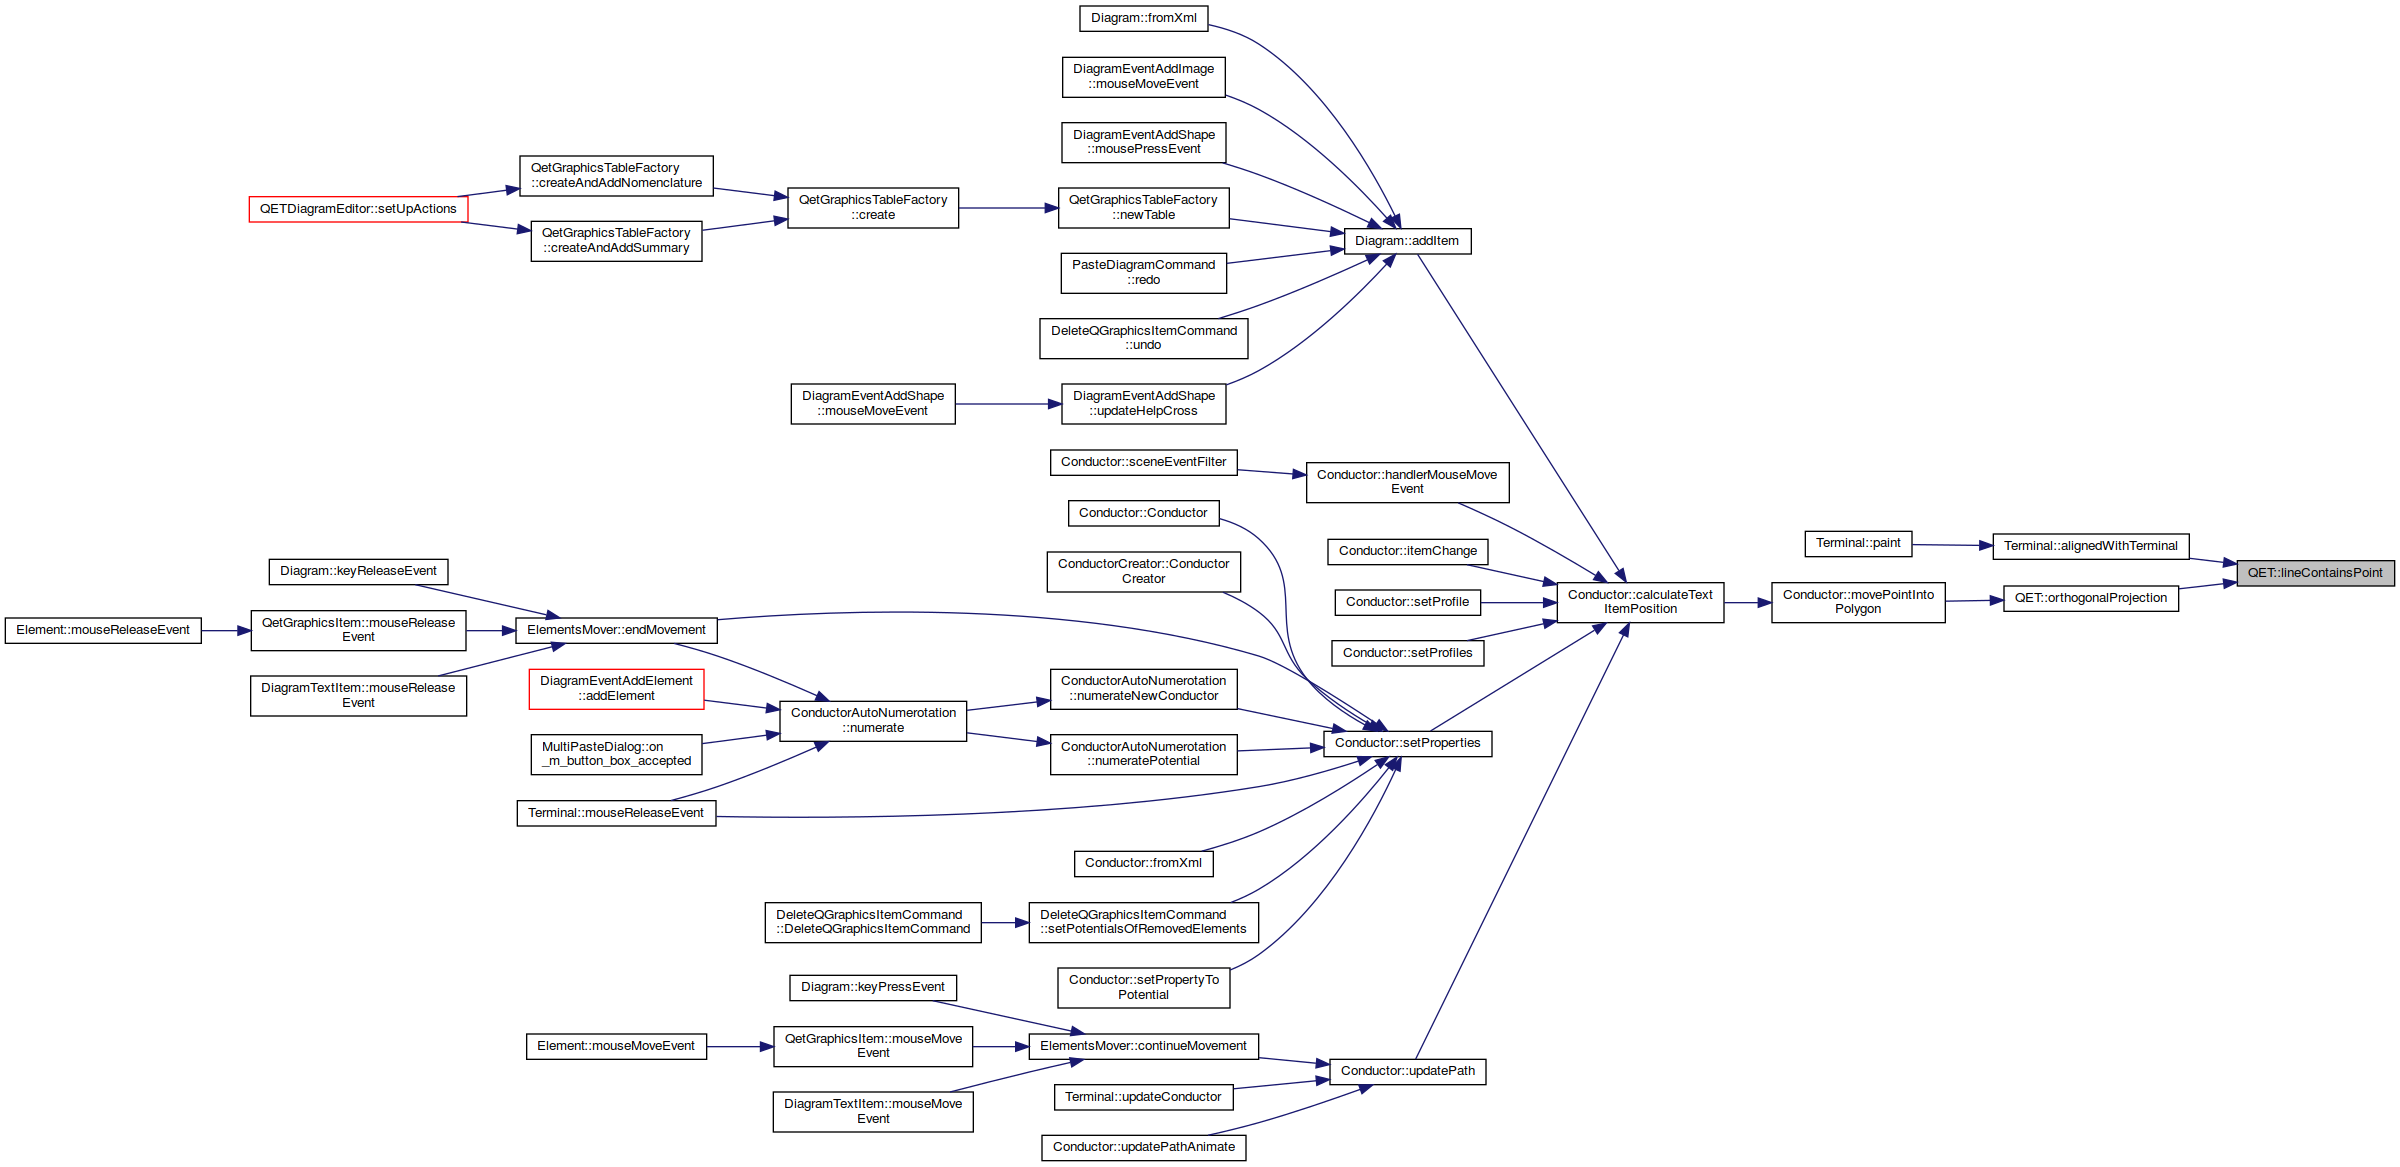 Diagram::fromXml
DiagramEventAddImage
::mouseMoveEvent
DiagramEventAddShape
::mousePressEvent
QetGraphicsTableFactory
::createAndAddNomenclature
QETDiagramEditor::setUpActions
QetGraphicsTableFactory
::createAndAddSummary
QetGraphicsTableFactory
::create
QetGraphicsTableFactory
::newTable
Diagram::addItem
PasteDiagramCommand
::redo
DeleteQGraphicsItemCommand
::undo
DiagramEventAddShape
::mouseMoveEvent
DiagramEventAddShape
::updateHelpCross
Conductor::sceneEventFilter
Conductor::handlerMouseMove
Event
Conductor::Conductor
Conductor::itemChange
ConductorCreator::Conductor
Creator
Conductor::setProfile
Conductor::setProfiles
Conductor::calculateText
ItemPosition
Conductor::movePointInto
Polygon
Terminal::paint
Terminal::alignedWithTerminal
QET::orthogonalProjection
QET::lineContainsPoint
Diagram::keyReleaseEvent
Element::mouseReleaseEvent
QetGraphicsItem::mouseRelease
Event
ElementsMover::endMovement
DiagramTextItem::mouseRelease
Event
DiagramEventAddElement
::addElement
MultiPasteDialog::on
_m_button_box_accepted
Terminal::mouseReleaseEvent
ConductorAutoNumerotation
::numerate
ConductorAutoNumerotation
::numerateNewConductor
ConductorAutoNumerotation
::numeratePotential
Conductor::setProperties
Conductor::fromXml
DeleteQGraphicsItemCommand
::DeleteQGraphicsItemCommand
DeleteQGraphicsItemCommand
::setPotentialsOfRemovedElements
Conductor::setPropertyTo
Potential
Diagram::keyPressEvent
Element::mouseMoveEvent
QetGraphicsItem::mouseMove
Event
ElementsMover::continueMovement
DiagramTextItem::mouseMove
Event
Terminal::updateConductor
Conductor::updatePath
Conductor::updatePathAnimate